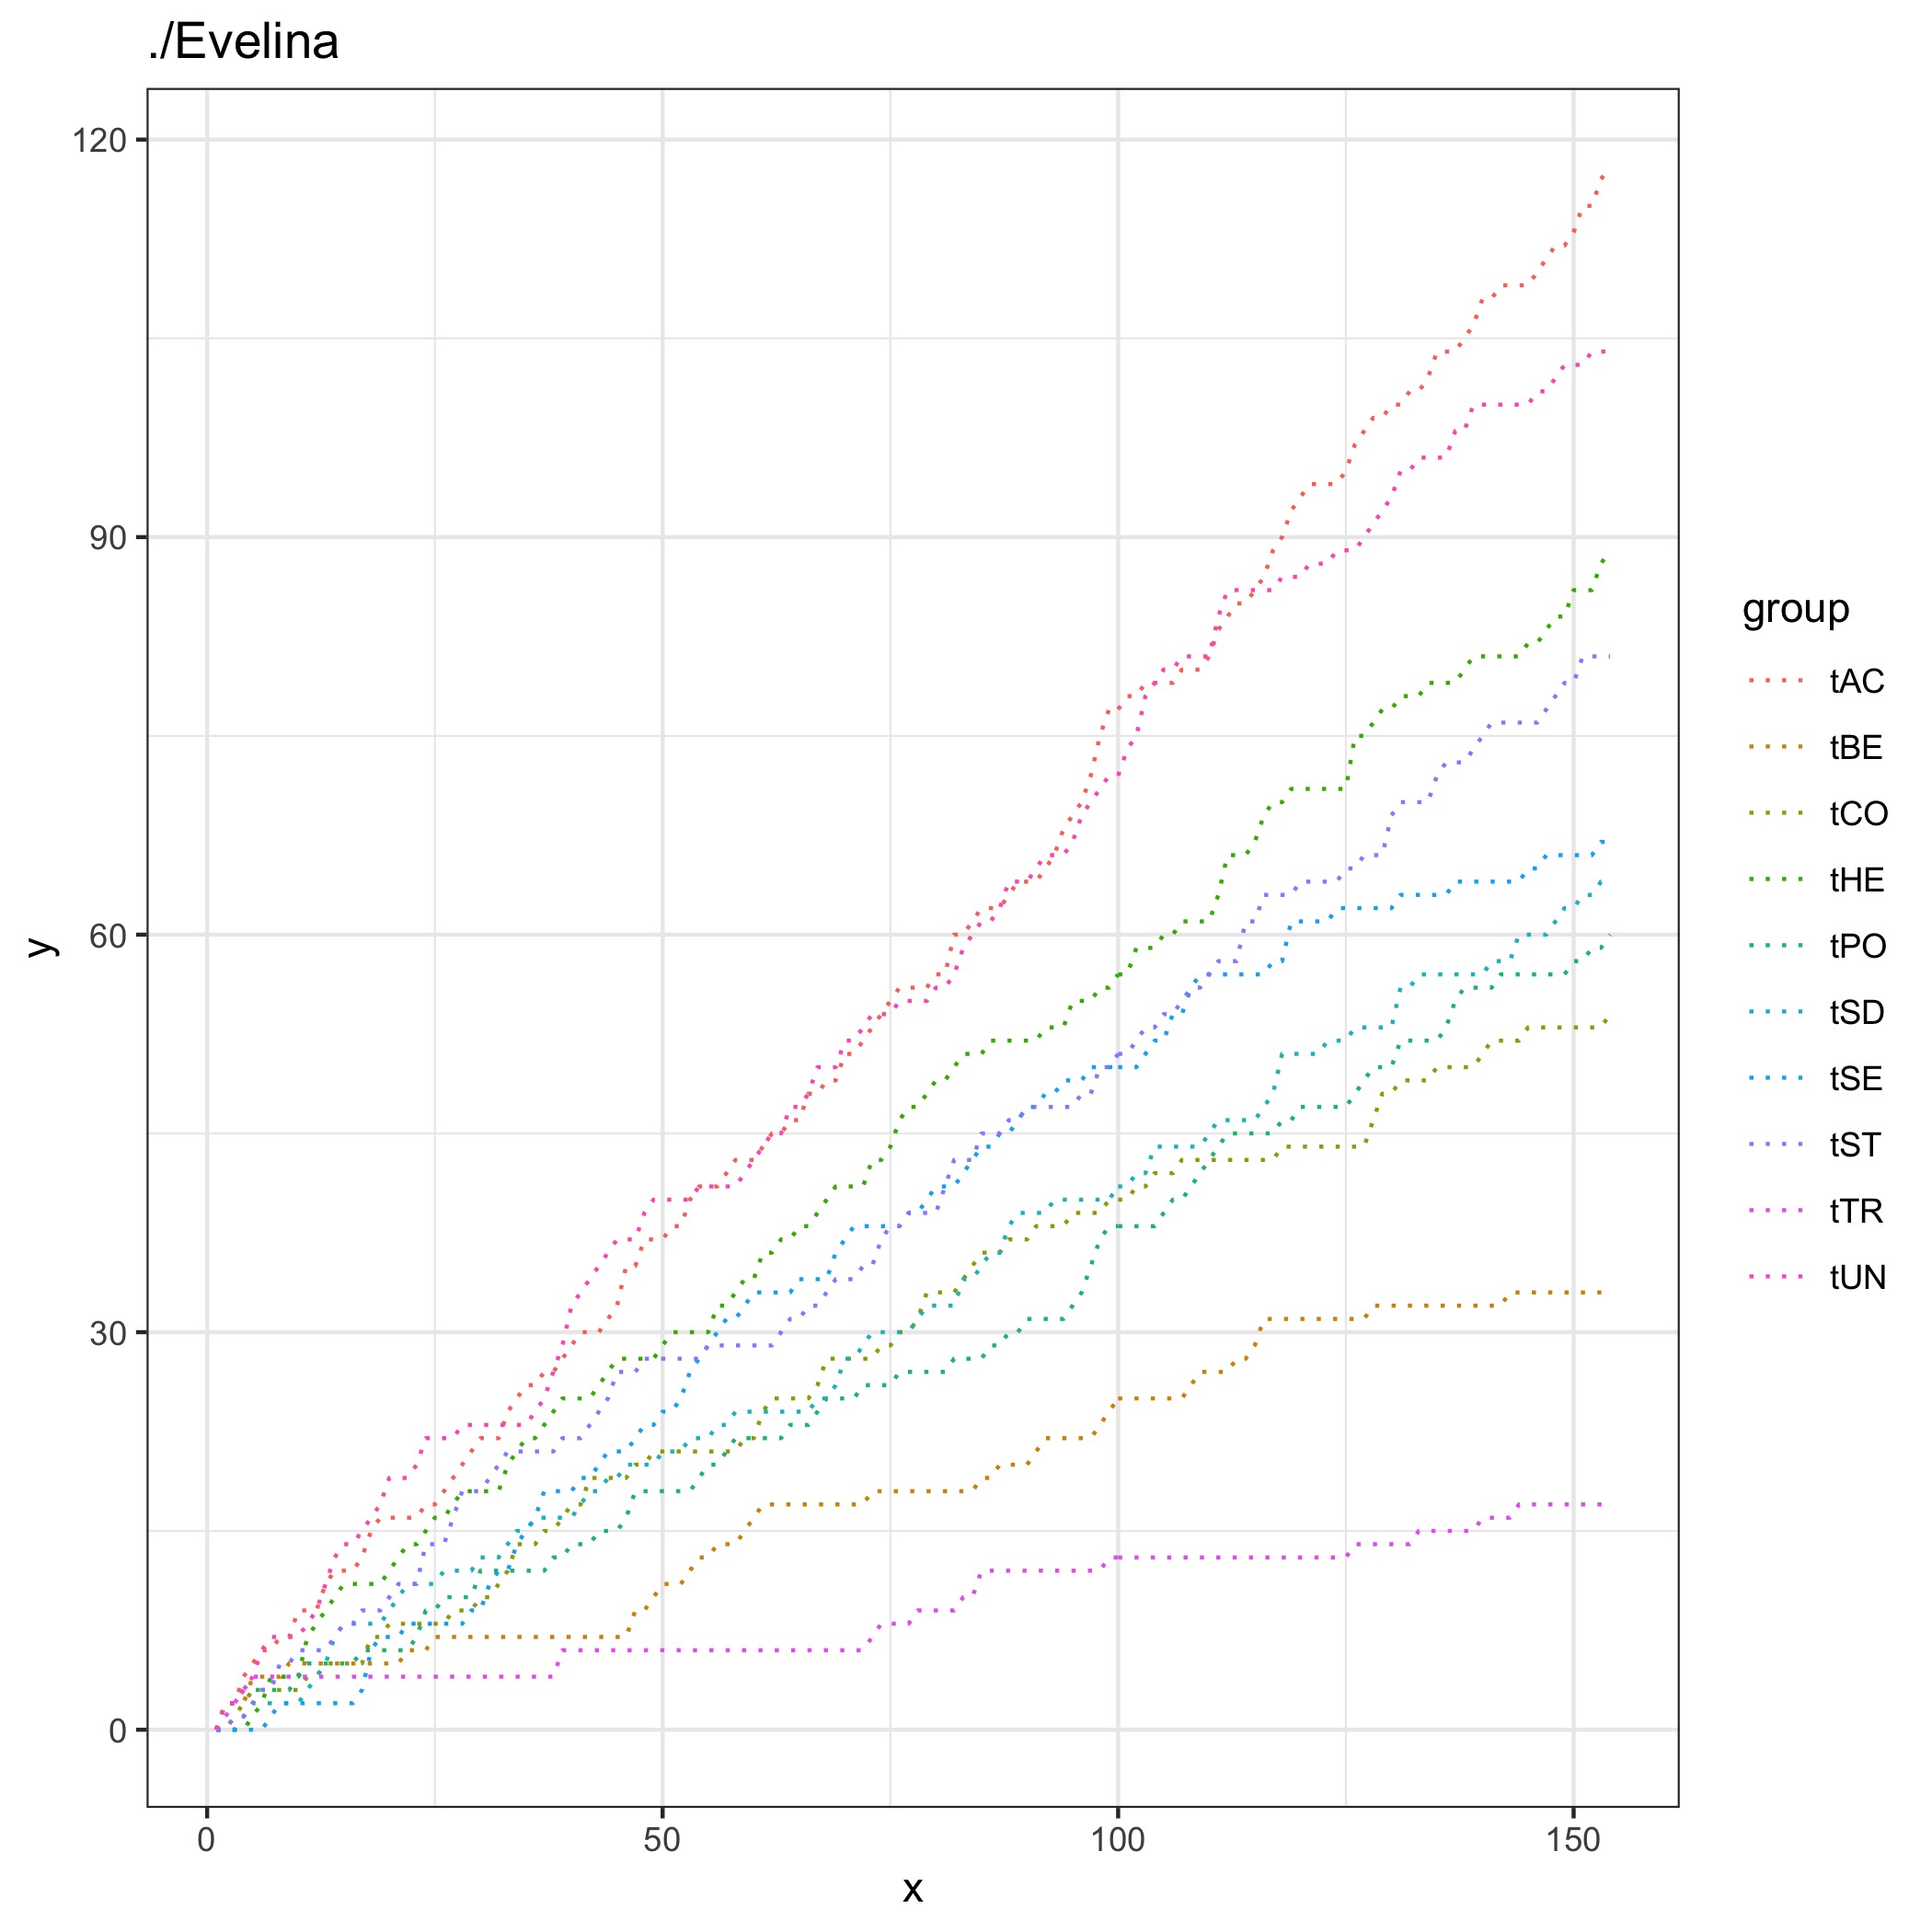 ./Evelina
120
90
60
30
0
y
0 50 100 150
x
group
tAC
tBE
tCO
tHE
tPO
tSD
tSE
tST
tTR
tUN